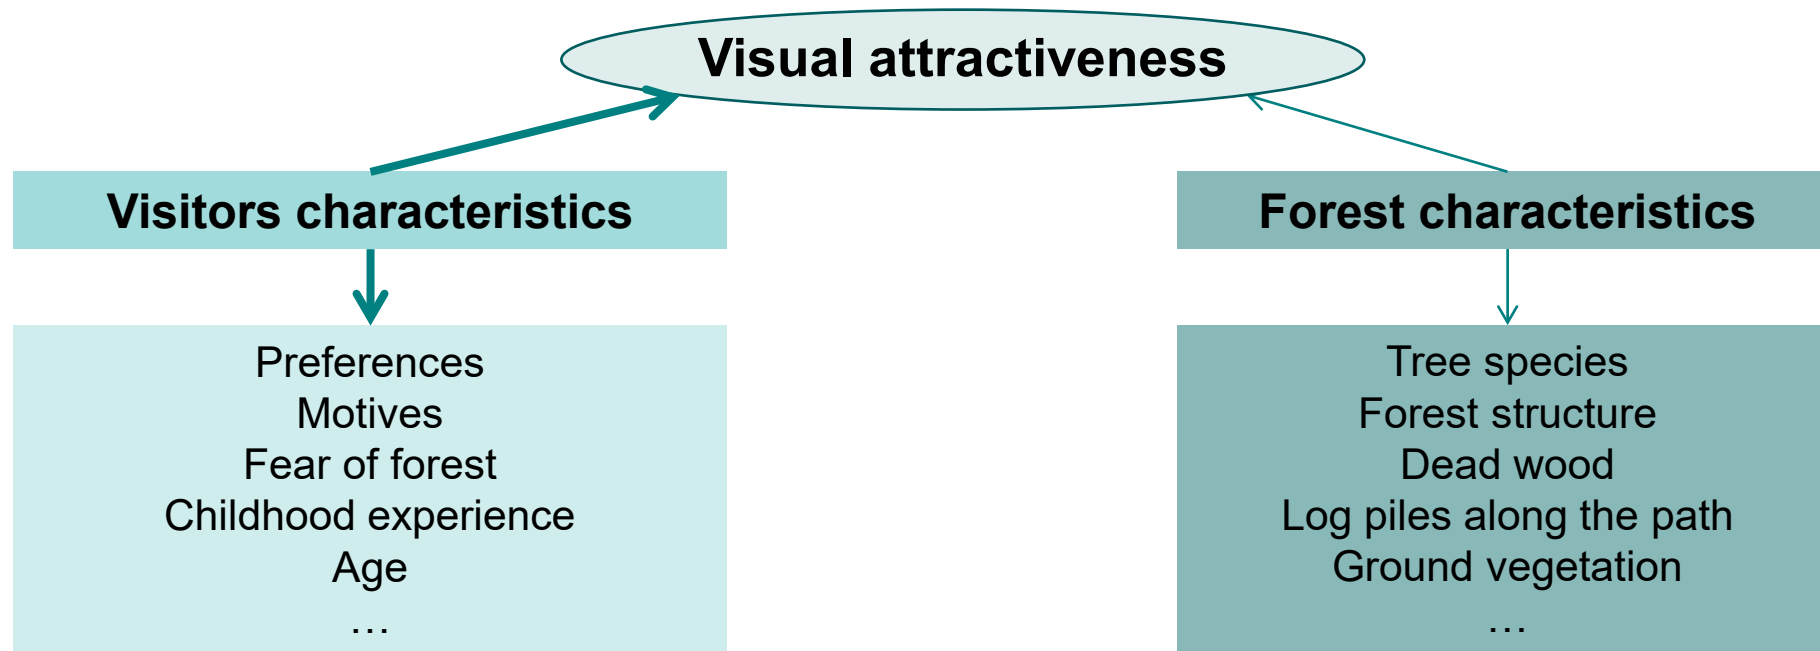 Visual attractiveness
Visitors characteristics
Preferences
Motives
Fear of forest
Childhood experience
Age
…
Forest characteristics
Tree species
Forest structure
Dead wood
Log piles along the path
Ground vegetation
…